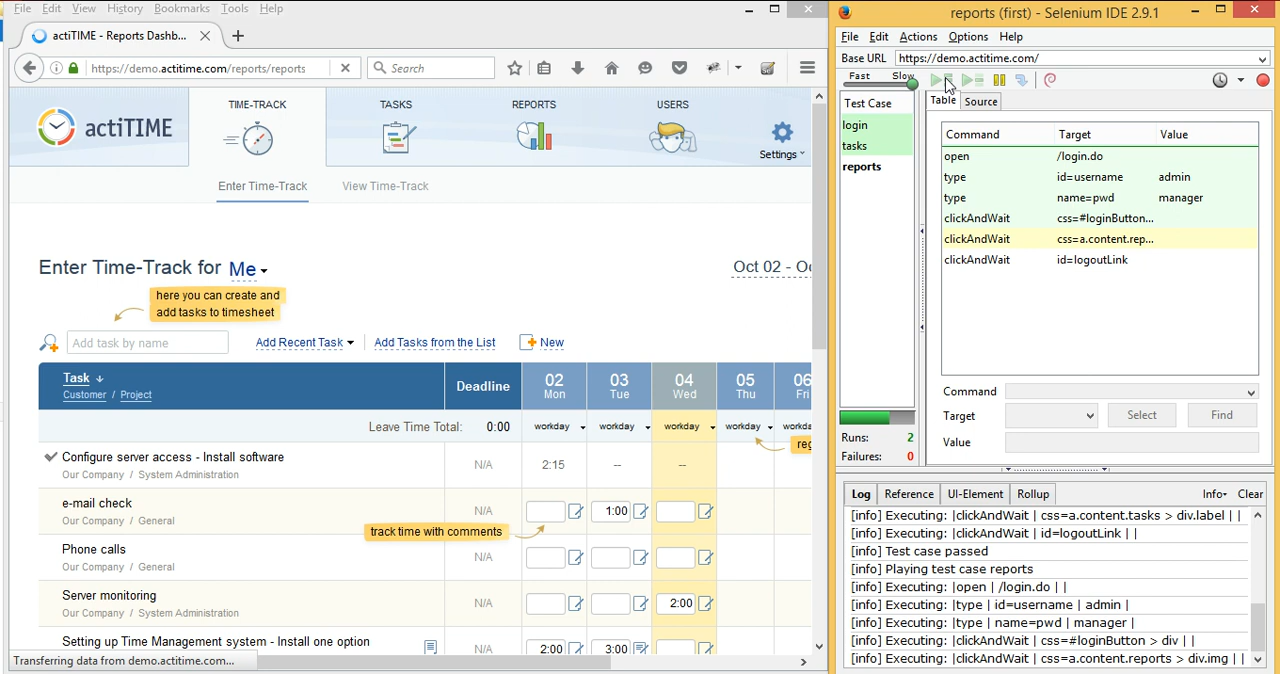 File Edit View History Bookmarks Tools Help
actiTIME - Reports Dashb...
https://demo.actitime.com/reports/reports
Search
actiTIME
TIME-TRACK
TASKS
REPORTS
USERS
Settings
Enter Time-Track
View Time-Track
Enter Time-Track for Me
Oct 02 - Oc
here you can create and
add tasks to timesheet
Add task by name
Add Recent Task
Add Tasks from the List
New
Task
Customer / Project
Deadline
02
Mon
03
Tue
04
Wed
05
Thu
06
Fri
Leave Time Total: 0:00 workday workday workday workday workda
reg
Configure server access - Install software
Our Company / System Administration
N/A 2:15 -- --
e-mail check
Our Company / General
N/A 1:00
track time with comments
Phone calls
Our Company / General
N/A
Server monitoring
Our Company / System Administration
N/A 2:00
Setting up Time Management system - Install one option
N/A 2:00 3:00
Transferring data from demo.actitime.com...
reports (first) - Selenium IDE 2.9.1
File Edit Actions Options Help
Base URL https://demo.actitime.com/
Fast Slow
Test Case
login
tasks
reports
Runs: 2
Failures: 0
Table Source
Command Target Value
open /login.do
type id=username admin
type name=pwd manager
clickAndWait css=#loginButton...
clickAndWait css=a.content.rep...
clickAndWait id=logoutLink
Command
Target Select Find
Value
Log Reference UI-Element Rollup Info- Clear
[info] Executing: |clickAndWait | css=a.content.tasks > div.label | |
[info] Executing: |clickAndWait | id=logoutLink | |
[info] Test case passed
[info] Playing test case reports
[info] Executing: |open | /login.do | |
[info] Executing: |type | id=username | admin |
[info] Executing: |type | name=pwd | manager |
[info] Executing: |clickAndWait | css=#loginButton > div | |
[info] Executing: |clickAndWait | css=a.content.reports > div.img | |